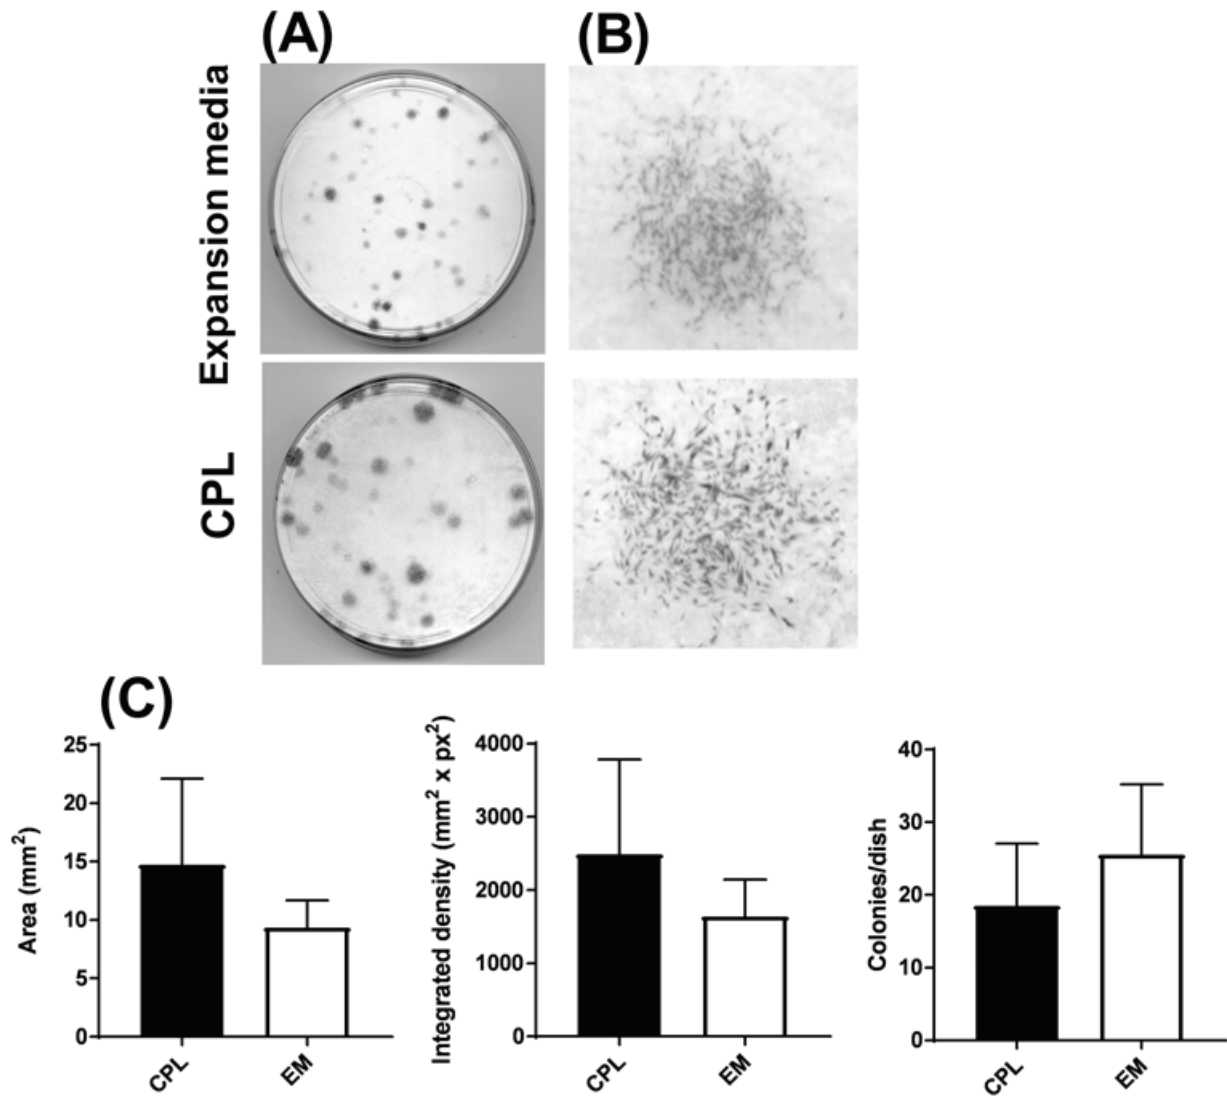 (A)
(B)
Expansion media
CPL
(C)
Area (mm²)
25
20
15
10
5
0
CPL
EM
Integrated density (mm² x px²)
4000
3000
2000
1000
0
CPL
EM
Colonies/dish
40
30
20
10
0
CPL
EM